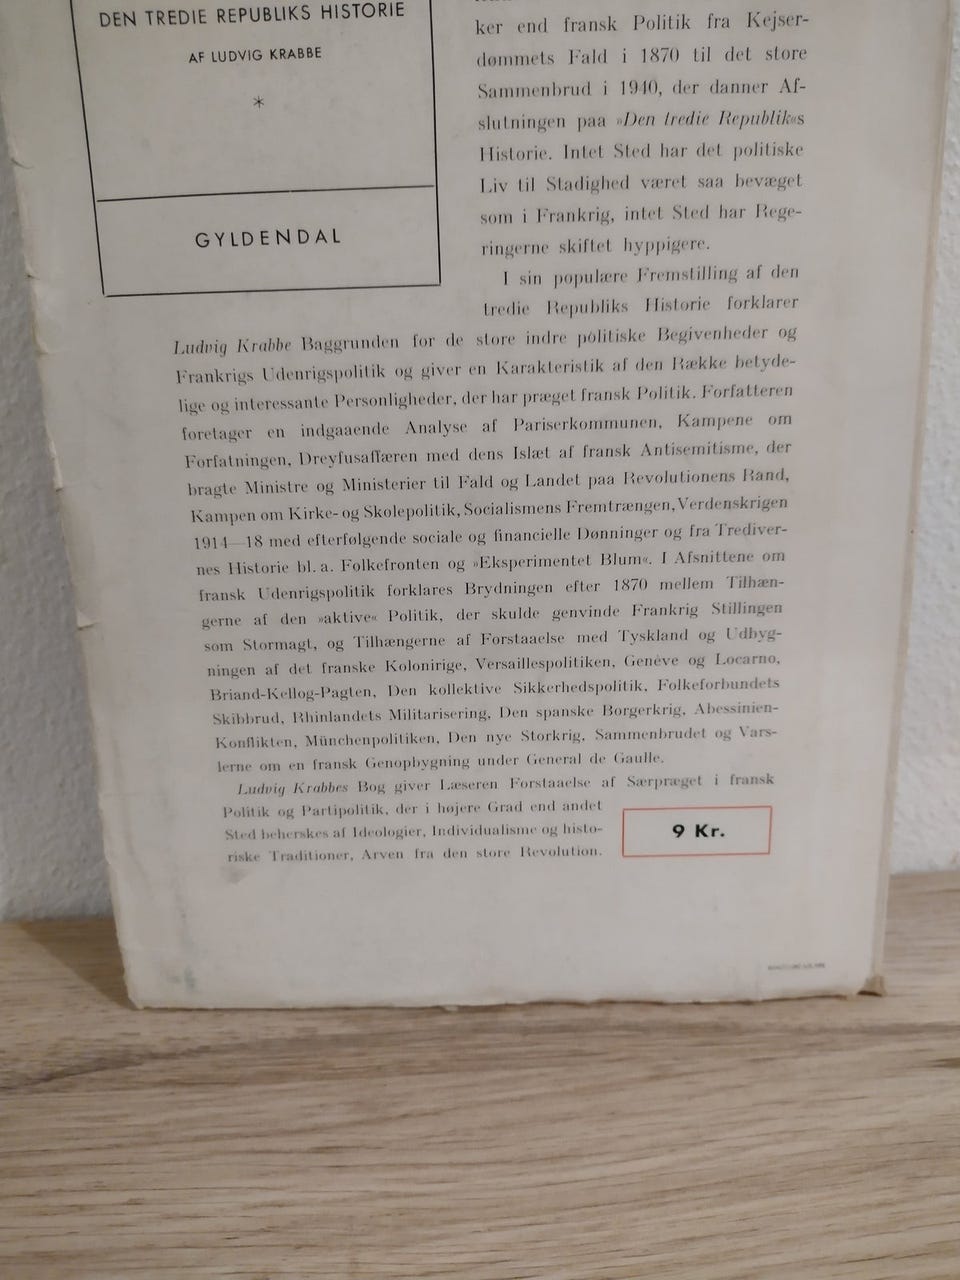 DEN TREDIE REPUBLIKS HISTORIE
AF LUDVIG KRABBE
*
GYLDENDAL
ker end fransk Politik fra Kejser-
dømmets Fald i 1870 til det store
Sammenbrud i 1940, der danner Af-
slutningen paa »Den tredie Republik«s
Historie. Intet Sted har det politiske
Liv til Stadighed været saa bevæget
som i Frankrig, intet Sted har Rege-
ringerne skiftet hyppigere.
I sin populære Fremstilling af den
tredie Republiks Historie forklarer
Ludvig Krabbe Baggrunden for de store indre politiske Begivenheder og
Frankrigs Udenrigspolitik og giver en Karakteristik af den Række betyde-
lige og interessante Personligheder, der har præget fransk Politik. Forfatteren
foretager en indgaaende Analyse af Pariserkommunen, Kampene om
Forfatningen, Dreyfusaffæren med dens Islæt af fransk Antisemitisme, der
bragte Ministre og Ministerier til Fald og Landet paa Revolutionens Rand,
Kampen om Kirke- og Skolepolitik, Socialismens Fremtrængen, Verdenskrigen
1914—18 med efterfølgende sociale og financielle Dønninger og fra Trediver-
nes Historie bl. a. Folkefronten og »Eksperimentet Blum«. I Afsnittene om
fransk Udenrigspolitik forklares Brydningen efter 1870 mellem Tilhæn-
gerne af den »aktive« Politik, der skulde genvinde Frankrig Stillingen
som Stormagt, og Tilhængerne af Forstaaelse med Tyskland og Udbyg-
ningen af det franske Kolonirige, Versaillespolitiken, Genéve og Locarno,
Briand-Kellog-Pagten, Den kollektive Sikkerhedspolitik, Folkeforbundets
Skibbrud, Rhinlandets Militarisering, Den spanske Borgerkrig, Abessinien-
Konflikten, Münchenpolitiken, Den nye Storkrig, Sammenbrudet og Vars-
lerne om en fransk Genopbygning under General de Gaulle.
Ludvig Krabbes Bog giver Læseren Forstaaelse af Særpræget i fransk
Politik og Partipolitik, der i højere Grad end andet
Sted beherskes af Ideologier, Individualisme og histo-
riske Traditioner, Arven fra den store Revolution.
9 Kr.